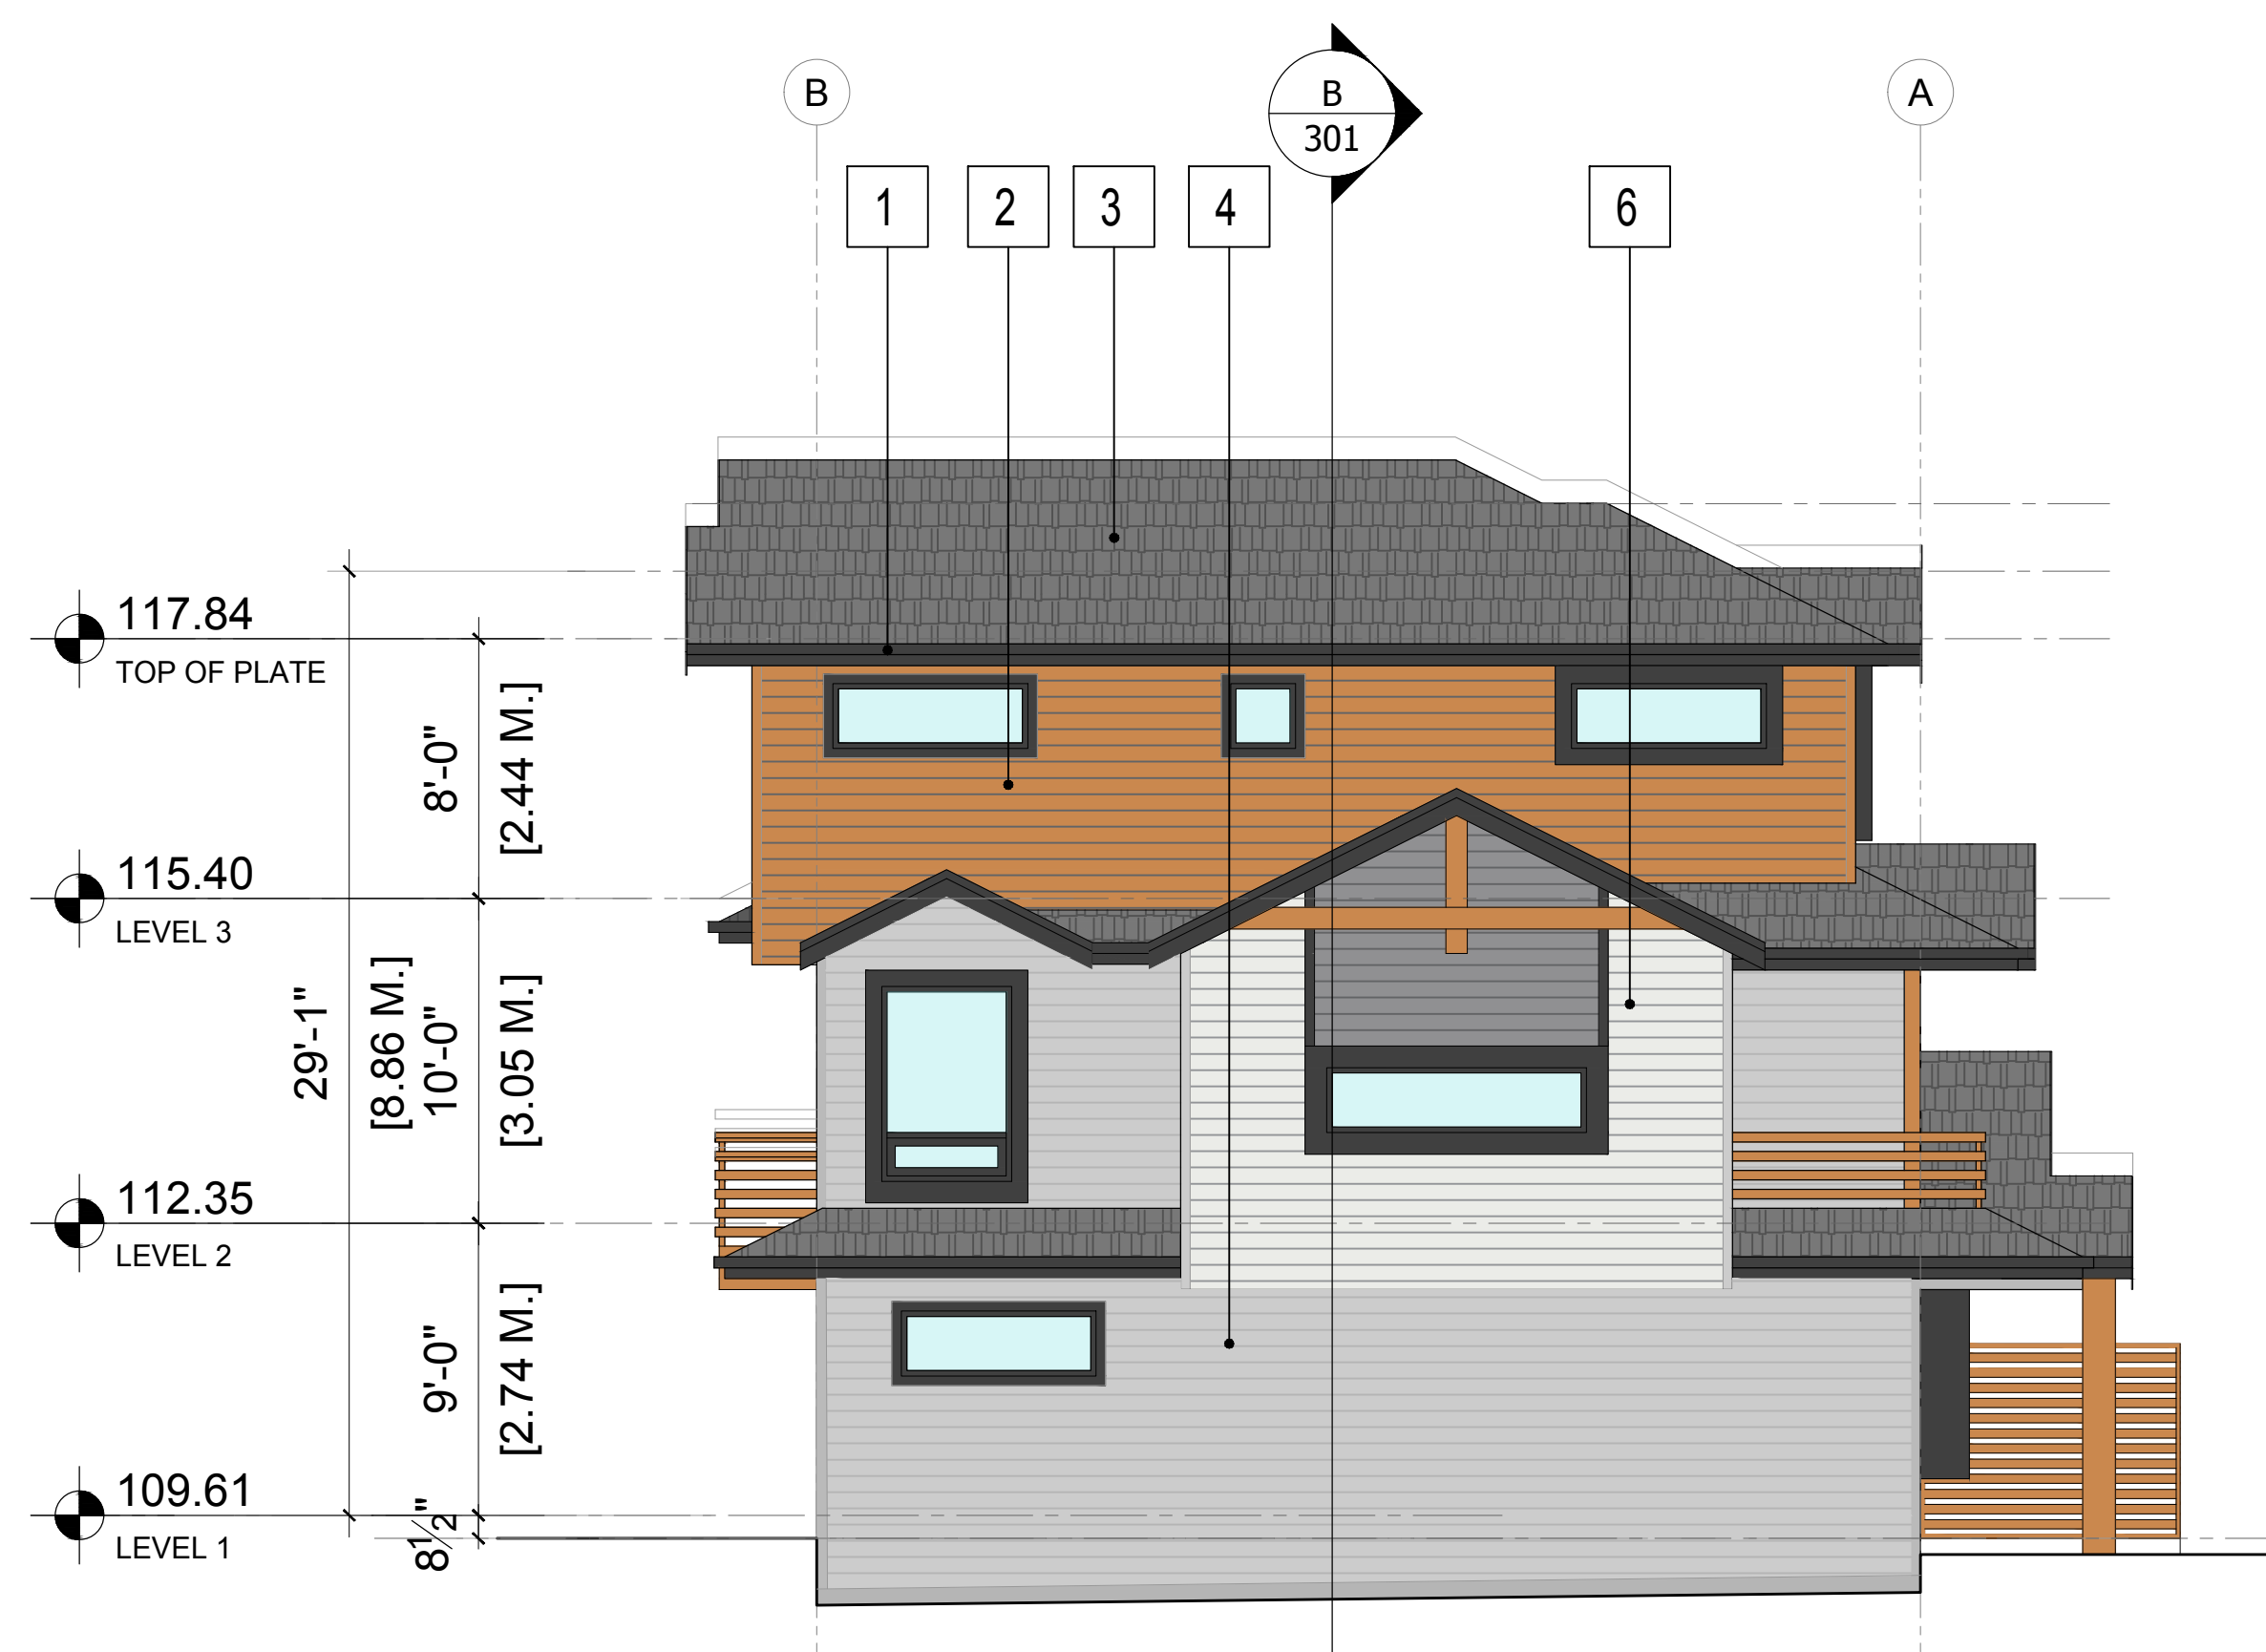 B
B
301
A
1
2
3
4
6
117.84
TOP OF PLATE
8'-0"
[2.44 M.]
115.40
LEVEL 3
29'-1"
[8.86 M.]
10'-0"
[3.05 M.]
112.35
LEVEL 2
9'-0"
[2.74 M.]
109.61
LEVEL 1
8½"